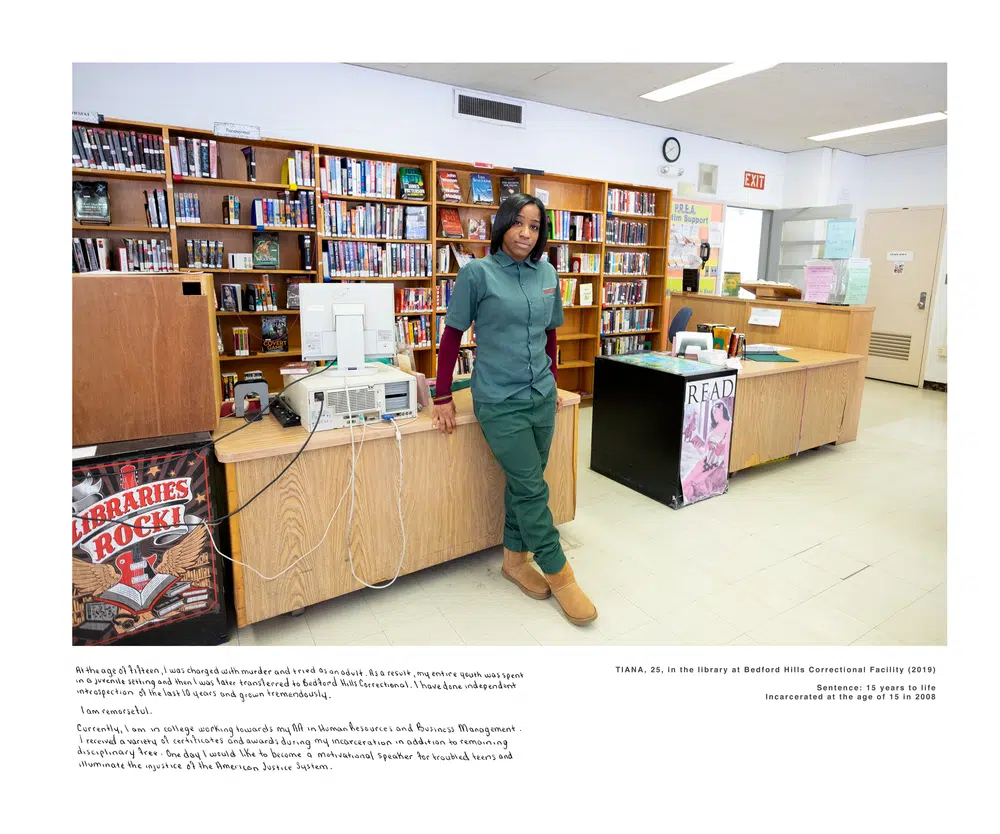 EXIT
P.R.E.A.
Support
READ
LIBRARIES
ROCK!
COVERT
GAME
At the age of fifteen, I was charged with murder and tried as an adult. As a result, my entire youth was spent
in a juvenile setting and then I was later transferred to Bedford Hills Correctional. I have done independent
introspection of the last 10 years and grown tremendously.
I am remorseful.
Currently, I am in college working towards my AA in Human Resources and Business Management.
I received a variety of certificates and awards during my incarceration in addition to remaining
disciplinary free. One day I would like to become a motivational speaker for troubled teens and
illuminate the injustice of the American Justice System.
TIANA, 25, in the library at Bedford Hills Correctional Facility (2019)
Sentence: 15 years to life
Incarcerated at the age of 15 in 2008